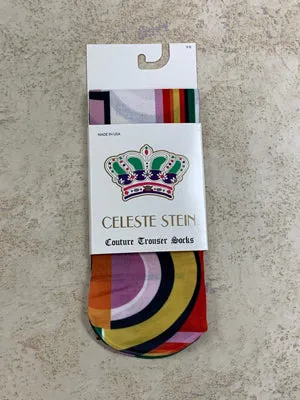 MADE IN USA
CELESTE STEIN
Couture Trouser Socks